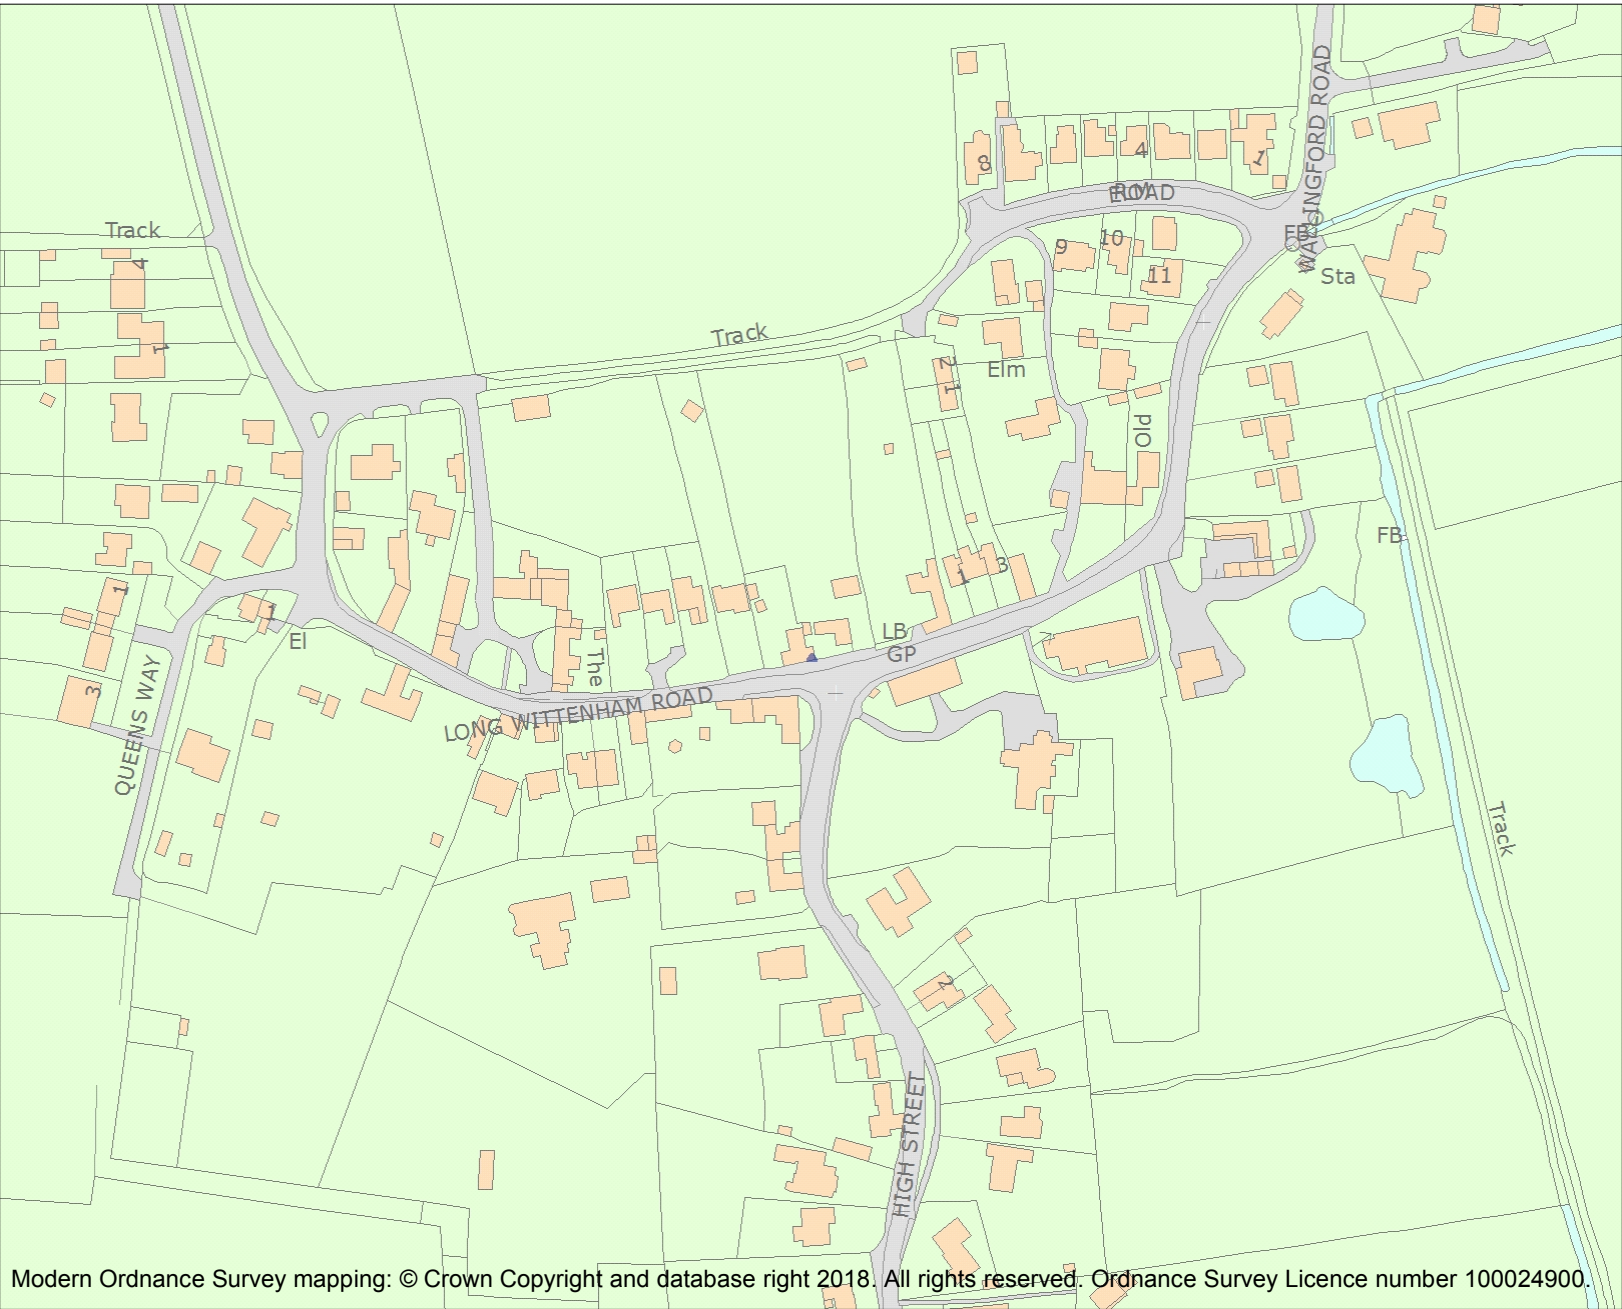 WALLINGFORD ROAD
8
4
1
ELM
ROAD
Track
4
1
FB
Sta
9
10
11
Track
2
1
Elm
Old
FB
1
3
1
1
El
LB
GP
The
3
QUEENS WAY
LONG WITTENHAM ROAD
Track
2
HIGH STREET
Modern Ordnance Survey mapping: © Crown Copyright and database right 2018. All rights reserved. Ordnance Survey Licence number 100024900.